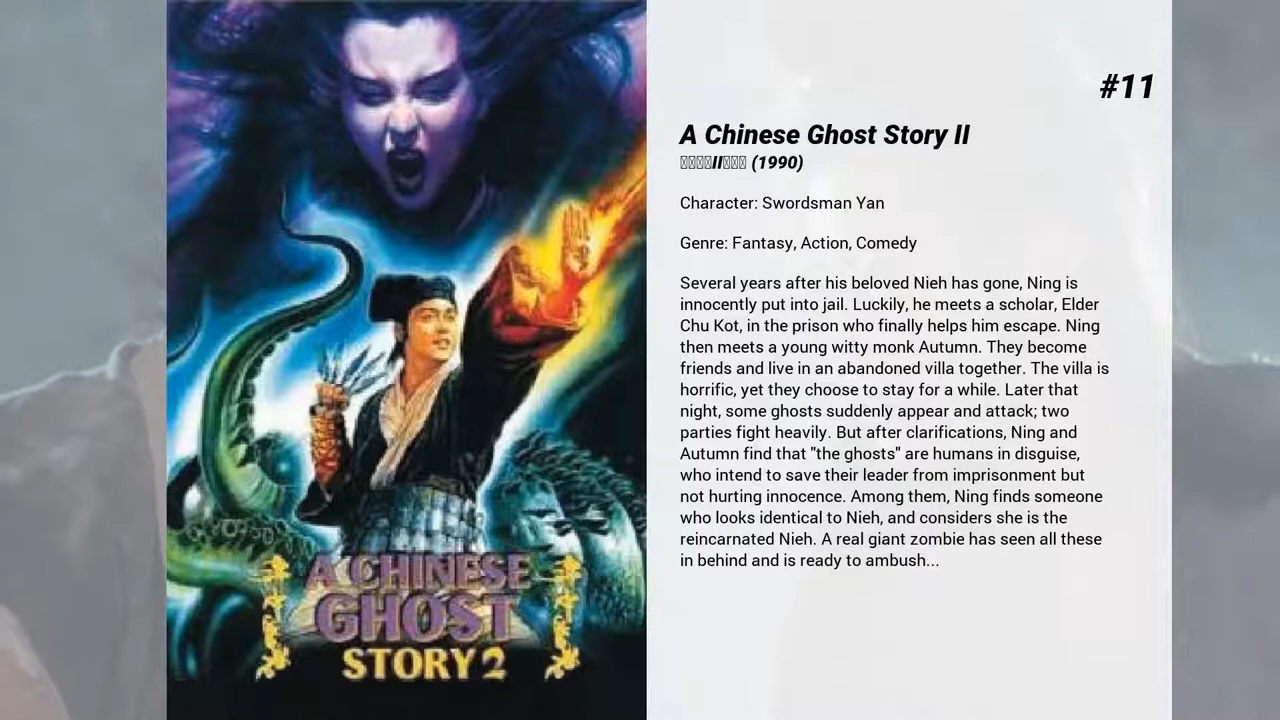 A CHINESE
GHOST
STORY 2
#11
A Chinese Ghost Story II
II (1990)
Character: Swordsman Yan
Genre: Fantasy, Action, Comedy
Several years after his beloved Nieh has gone, Ning is
innocently put into jail. Luckily, he meets a scholar, Elder
Chu Kot, in the prison who finally helps him escape. Ning
then meets a young witty monk Autumn. They become
friends and live in an abandoned villa together. The villa is
horrific, yet they choose to stay for a while. Later that
night, some ghosts suddenly appear and attack; two
parties fight heavily. But after clarifications, Ning and
Autumn find that "the ghosts" are humans in disguise,
who intend to save their leader from imprisonment but
not hurting innocence. Among them, Ning finds someone
who looks identical to Nieh, and considers she is the
reincarnated Nieh. A real giant zombie has seen all these
in behind and is ready to ambush...